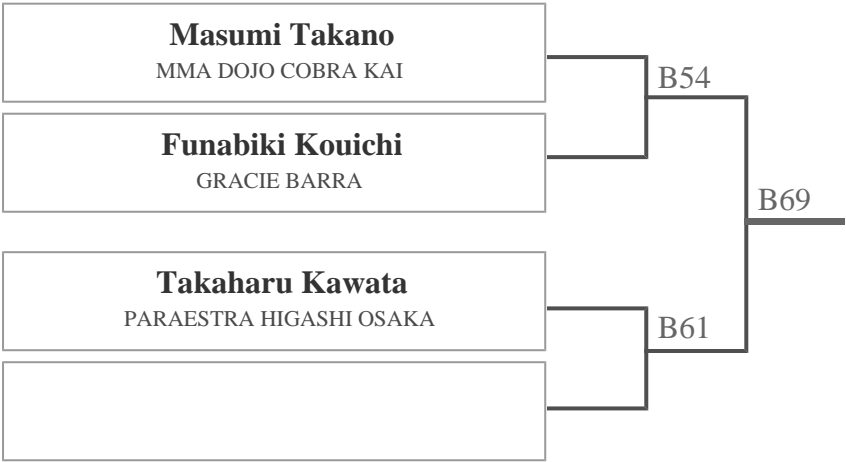 Masumi Takano
MMA DOJO COBRA KAI
B54
Funabiki Kouichi
GRACIE BARRA
B69
Takaharu Kawata
PARAESTRA HIGASHI OSAKA
B61